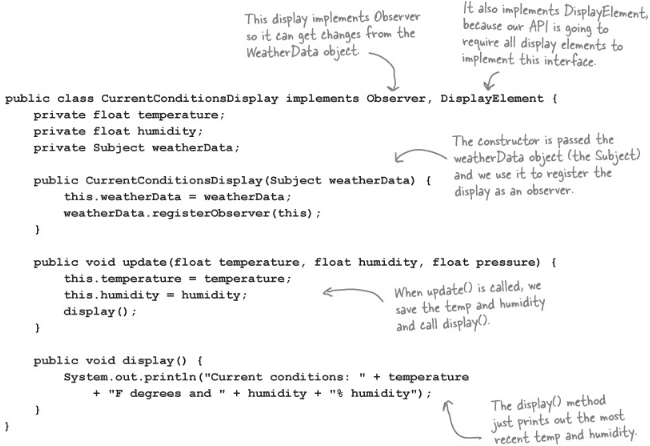 This display implements Observer
so it can get changes from the
WeatherData object.
It also implements DisplayElement,
because our API is going to
require all display elements to
implement this interface.
public class CurrentConditionsDisplay implements Observer, DisplayElement {
private float temperature;
private float humidity;
private Subject weatherData;
The constructor is passed the
weatherData object (the Subject)
and we use it to register the
display as an observer.
public CurrentConditionsDisplay(Subject weatherData) {
this.weatherData = weatherData;
weatherData.registerObserver(this);
}
public void update(float temperature, float humidity, float pressure) {
this.temperature = temperature;
this.humidity = humidity;
display();
}
When update() is called, we
save the temp and humidity
and call display().
public void display() {
System.out.println("Current conditions: " + temperature
+ "F degrees and " + humidity + "% humidity");
}
}
The display() method
just prints out the most
recent temp and humidity.